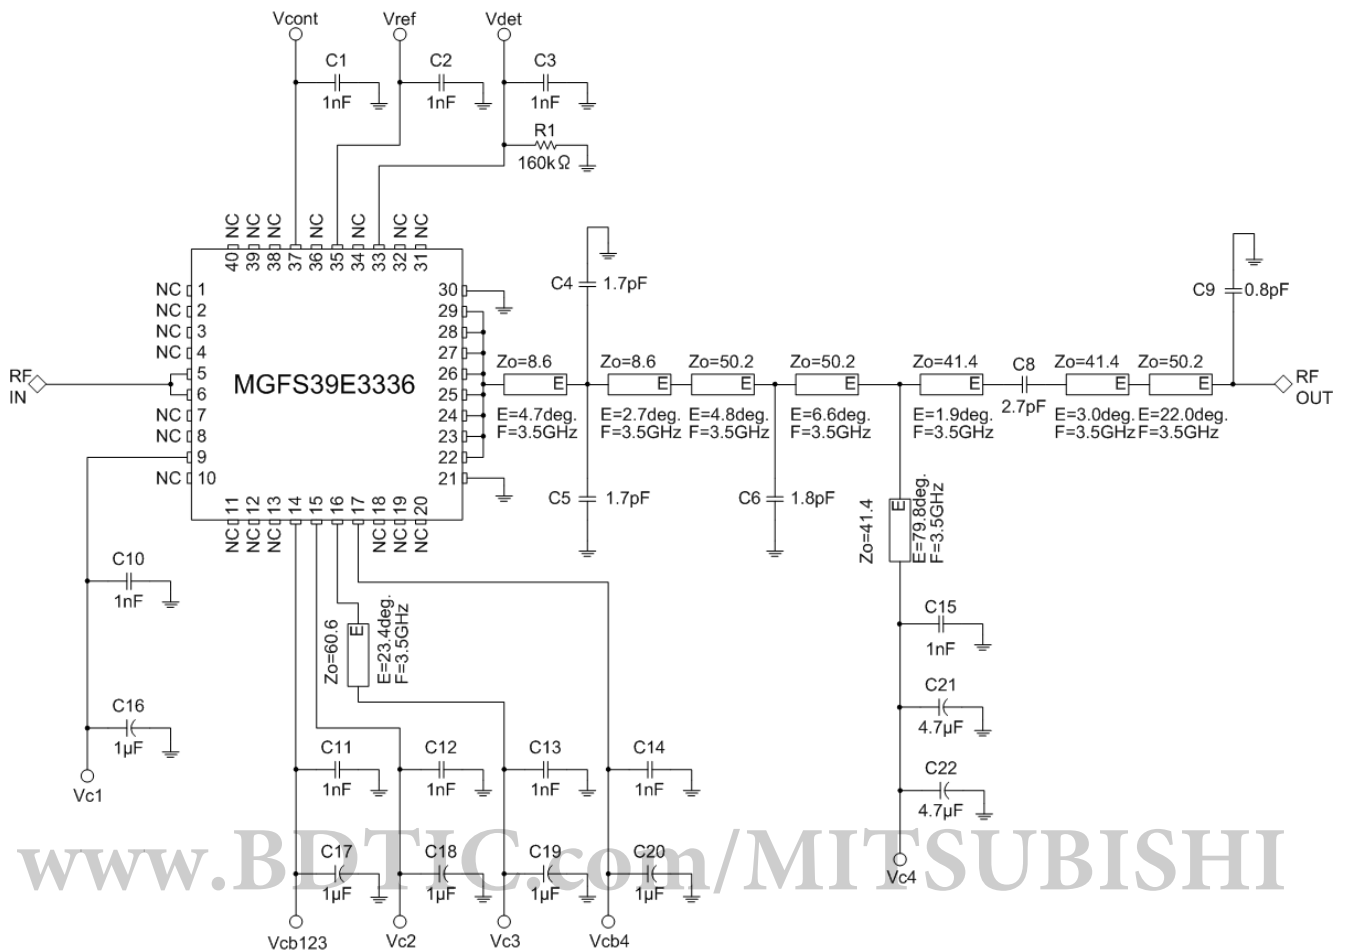 Vcont Vref Vdet
C1 C2 C3
1nF 1nF 1nF
R1
160kΩ
40 NC 39 NC 38 NC 37 36 NC 35 34 NC 33 32 NC 31 NC
NC 1
NC 2
NC 3
NC 4
5
6
NC 7
NC 8
9
NC 10
RF
IN
MGFS39E3336
30
29
28
27
26
25
24
23
22
21
NC 11 NC 12 NC 13 14 15 16 17 NC 18 NC 19 NC 20
C4 1.7pF
C5 1.7pF
C9 0.8pF
Zo=8.6 Zo=8.6 Zo=50.2 Zo=50.2 Zo=41.4 C8 Zo=41.4 Zo=50.2
E E E E E E E
2.7pF
E=4.7deg. E=2.7deg. E=4.8deg. E=6.6deg. E=1.9deg. E=3.0deg. E=22.0deg.
F=3.5GHz F=3.5GHz F=3.5GHz F=3.5GHz F=3.5GHz F=3.5GHz F=3.5GHz
RF
OUT
C6 1.8pF
Zo=41.4
E
E=79.8deg.
F=3.5GHz
C10
1nF
C16
1µF
Vc1
Zo=60.6
E
E=23.4deg.
F=3.5GHz
C15
1nF
C21
4.7µF
C22
4.7µF
Vc4
C11 C12 C13 C14
1nF 1nF 1nF 1nF
C17 C18 C19 C20
1µF 1µF 1µF 1µF
Vcb123 Vc2 Vc3 Vcb4
www.BDTIC.com/MITSUBISHI